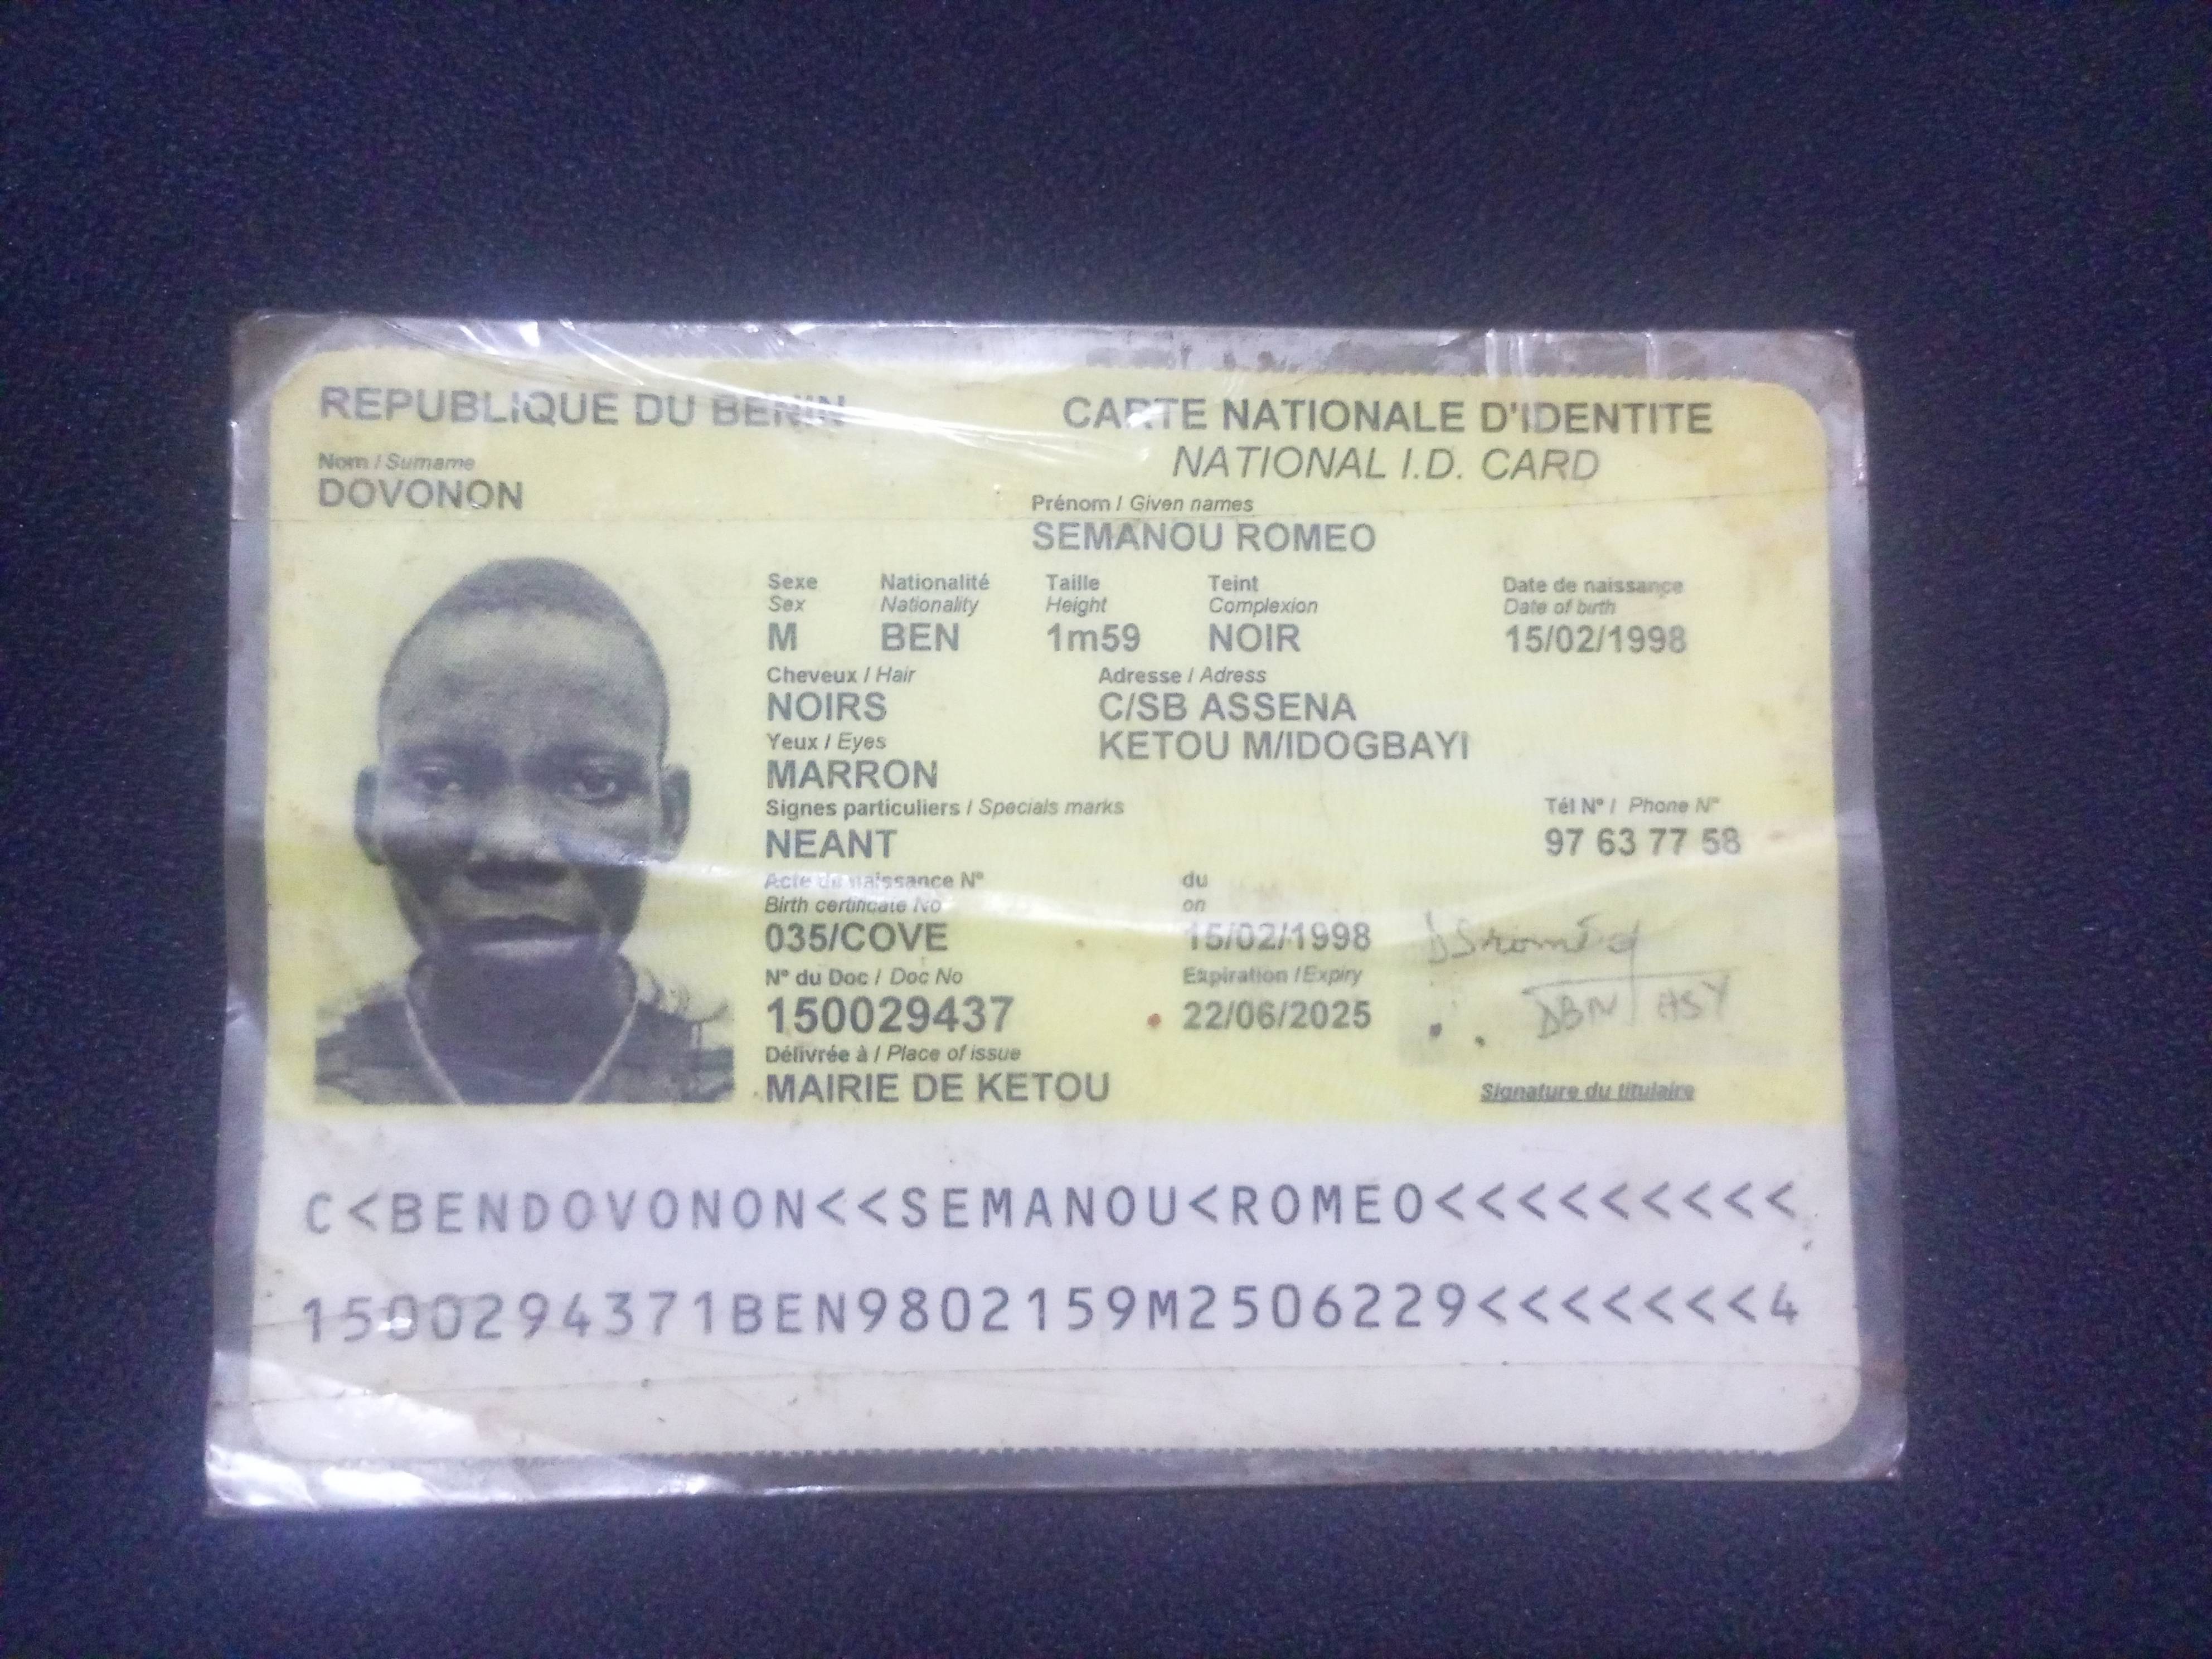 REPUBLIQUE DU BENIN
CARTE NATIONALE D'IDENTITE
NATIONAL I.D. CARD
Nom / Surname
DOVONON
Prénom / Given names
SEMANOU ROMEO
Sexe Nationalité Taille Teint Date de naissance
Sex Nationality Height Complexion Date of birth
M BEN 1m59 NOIR 15/02/1998
Cheveux / Hair Adresse / Adress
NOIRS C/SB ASSENA
Yeux / Eyes KETOU M/IDOGBAYI
MARRON
Signes particuliers / Specials marks Tél N° / Phone N°
NEANT 97 63 77 58
Acte de naissance N° du
Birth certificate No on
035/COVE 15/02/1998
N° du Doc / Doc No Expiration / Expiry
150029437 22/06/2025
Délivrée à / Place of issue
MAIRIE DE KETOU
Signature du titulaire
C<BENDOVONON<<SEMANOU<ROMEO<<<<<<<<<
1500294371BEN9802159M2506229<<<<<<<4